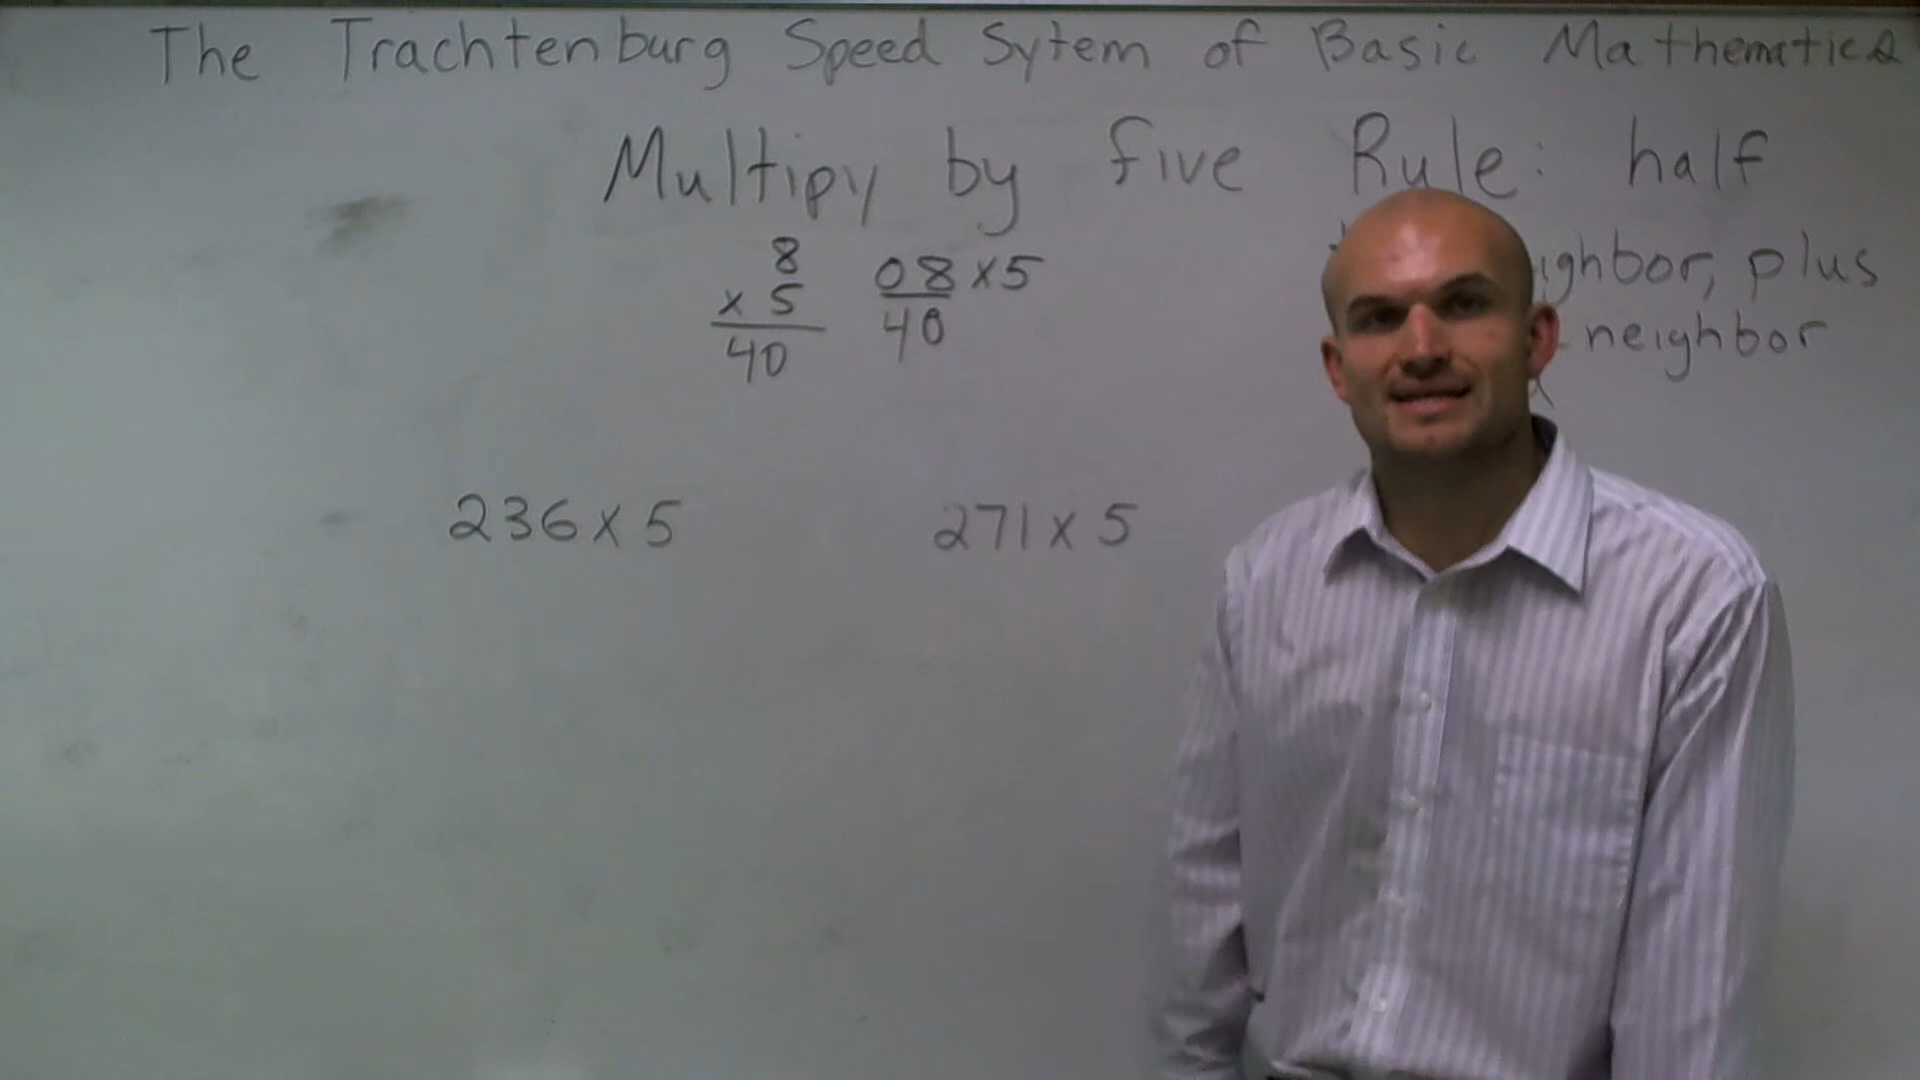 The Trachtenburg Speed Sytem of Basic Mathematics
Multipy by five Rule: half
ighbor, plus
neighbor
8
x 5
40
08 x 5
40
236 x 5
271 x 5